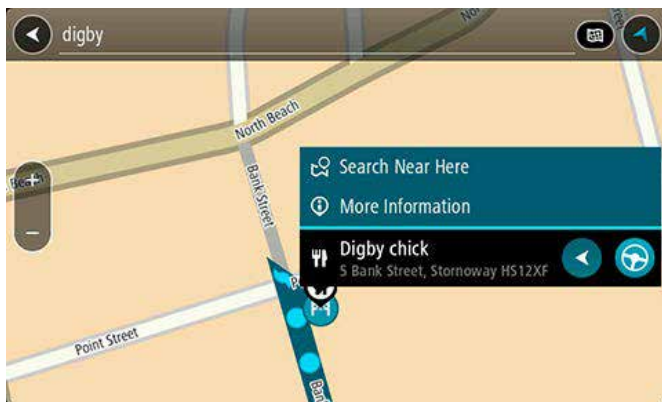 digby
North Beach
Beach
Bank Street
Search Near Here
More Information
Digby chick
5 Bank Street, Stornoway HS12XF
Point Street
Ban